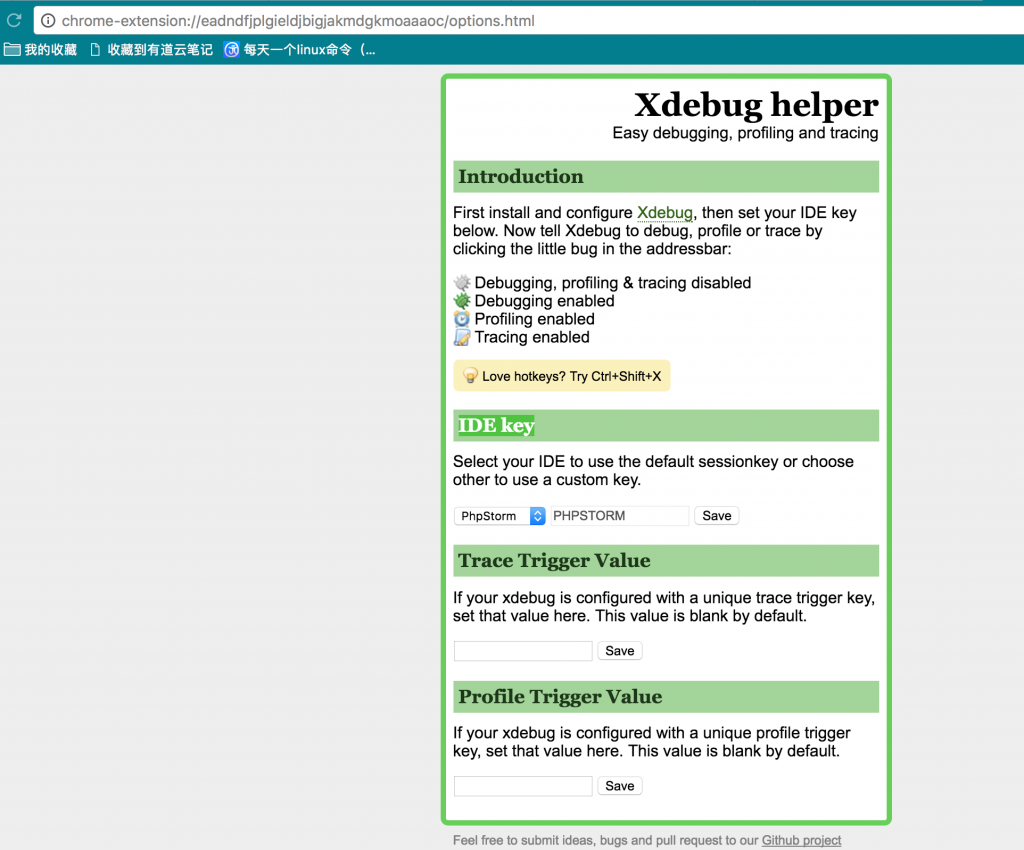 chrome-extension://eadndfjplgieldjbigjakmdgkmoaaaoc/options.html
我的收藏 收藏到有道云笔记 每天一个linux命令（...
Xdebug helper
Easy debugging, profiling and tracing
Introduction
First install and configure Xdebug, then set your IDE key
below. Now tell Xdebug to debug, profile or trace by
clicking the little bug in the addressbar:
Debugging, profiling & tracing disabled
Debugging enabled
Profiling enabled
Tracing enabled
Love hotkeys? Try Ctrl+Shift+X
IDE key
Select your IDE to use the default sessionkey or choose
other to use a custom key.
PhpStorm PHPSTORM Save
Trace Trigger Value
If your xdebug is configured with a unique trace trigger key,
set that value here. This value is blank by default.
Save
Profile Trigger Value
If your xdebug is configured with a unique profile trigger
key, set that value here. This value is blank by default.
Save
Feel free to submit ideas, bugs and pull request to our Github project